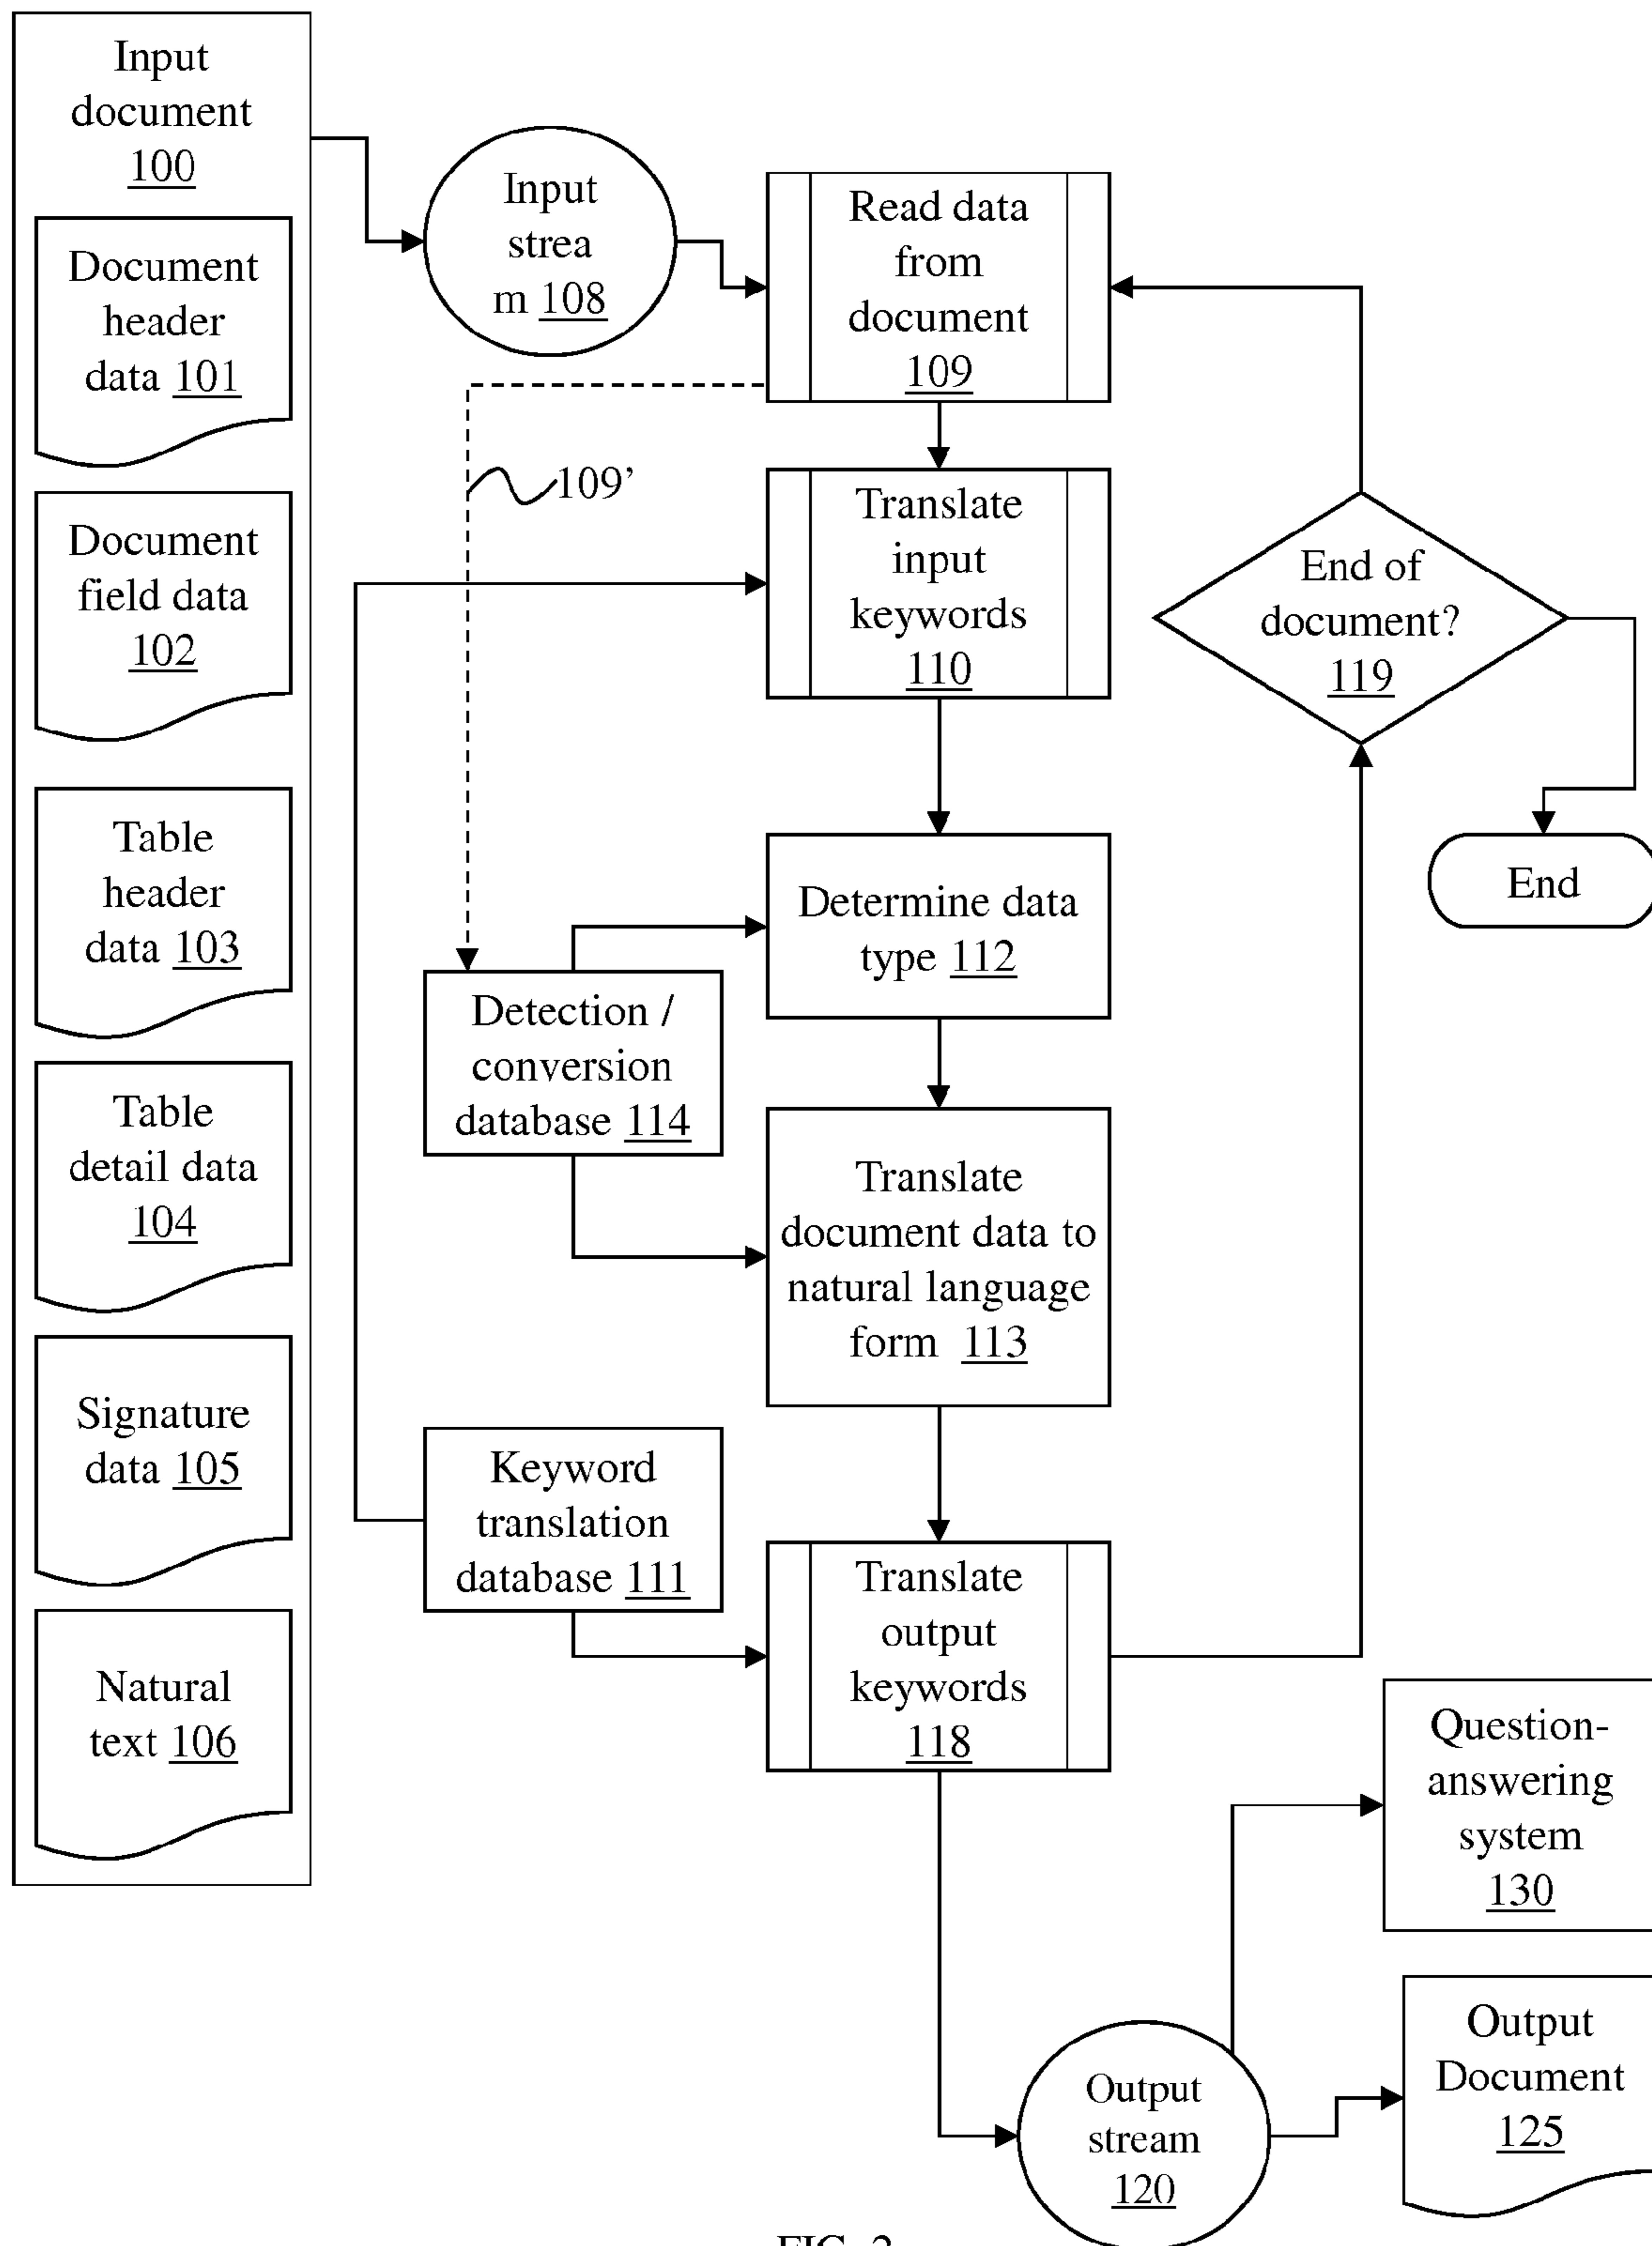 Input
document
100
Document
header
data 101
Document
field data
102
Table
header
data 103
Table
detail data
104
Signature
data 105
Natural
text 106
Input
strea
m 108
Read data
from
document
109
109’
Translate
input
keywords
110
End of
document?
119
End
Determine data
type 112
Detection /
conversion
database 114
Translate
document data to
natural language
form 113
Keyword
translation
database 111
Translate
output
keywords
118
Question-
answering
system
130
Output
stream
120
Output
Document
125
FIG. 2